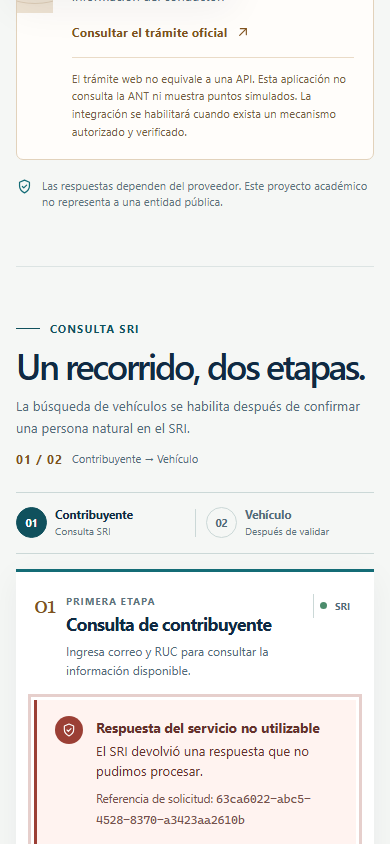 Consultar el trámite oficial
El trámite web no equivale a una API. Esta aplicación no
consulta la ANT ni muestra puntos simulados. La
integración se habilitará cuando exista un mecanismo
autorizado y verificado.
Las respuestas dependen del proveedor. Este proyecto académico
no representa a una entidad pública.
CONSULTA SRI
Un recorrido, dos etapas.
La búsqueda de vehículos se habilita después de confirmar
una persona natural en el SRI.
01 / 02 Contribuyente → Vehículo
01 Contribuyente
Consulta SRI
02 Vehículo
Después de validar
01 PRIMERA ETAPA
SRI
Consulta de contribuyente
Ingresa correo y RUC para consultar la
información disponible.
Respuesta del servicio no utilizable
El SRI devolvió una respuesta que no
pudimos procesar.
Referencia de solicitud: 63ca6022-abc5-
4528-8370-a3423aa2610b